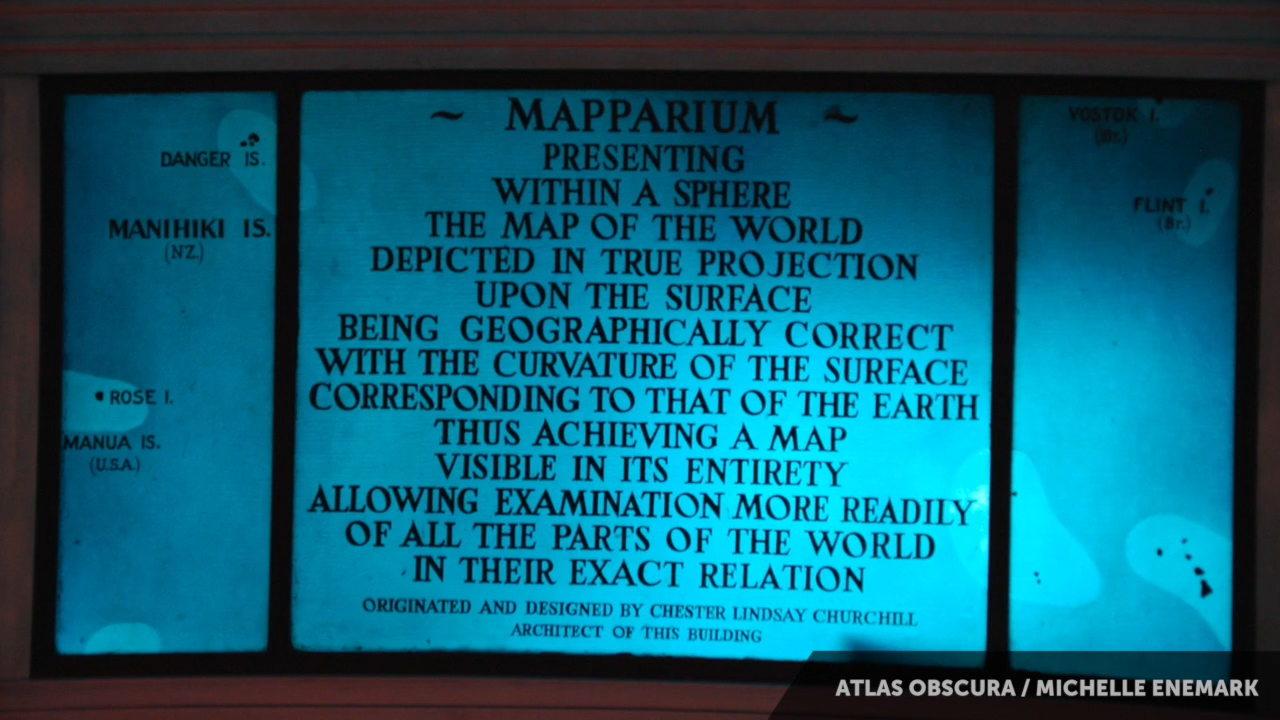 DANGER IS.
MANIHIKI IS.
(N.Z.)
ROSE I.
MANUA IS.
(U.S.A.)
~ MAPPARIUM ~
PRESENTING
WITHIN A SPHERE
THE MAP OF THE WORLD
DEPICTED IN TRUE PROJECTION
UPON THE SURFACE
BEING GEOGRAPHICALLY CORRECT
WITH THE CURVATURE OF THE SURFACE
CORRESPONDING TO THAT OF THE EARTH
THUS ACHIEVING A MAP
VISIBLE IN ITS ENTIRETY
ALLOWING EXAMINATION MORE READILY
OF ALL THE PARTS OF THE WORLD
IN THEIR EXACT RELATION
ORIGINATED AND DESIGNED BY CHESTER LINDSAY CHURCHILL
ARCHITECT OF THIS BUILDING
VOSTOK I.
(Br.)
FLINT I.
(Br.)
ATLAS OBSCURA / MICHELLE ENEMARK